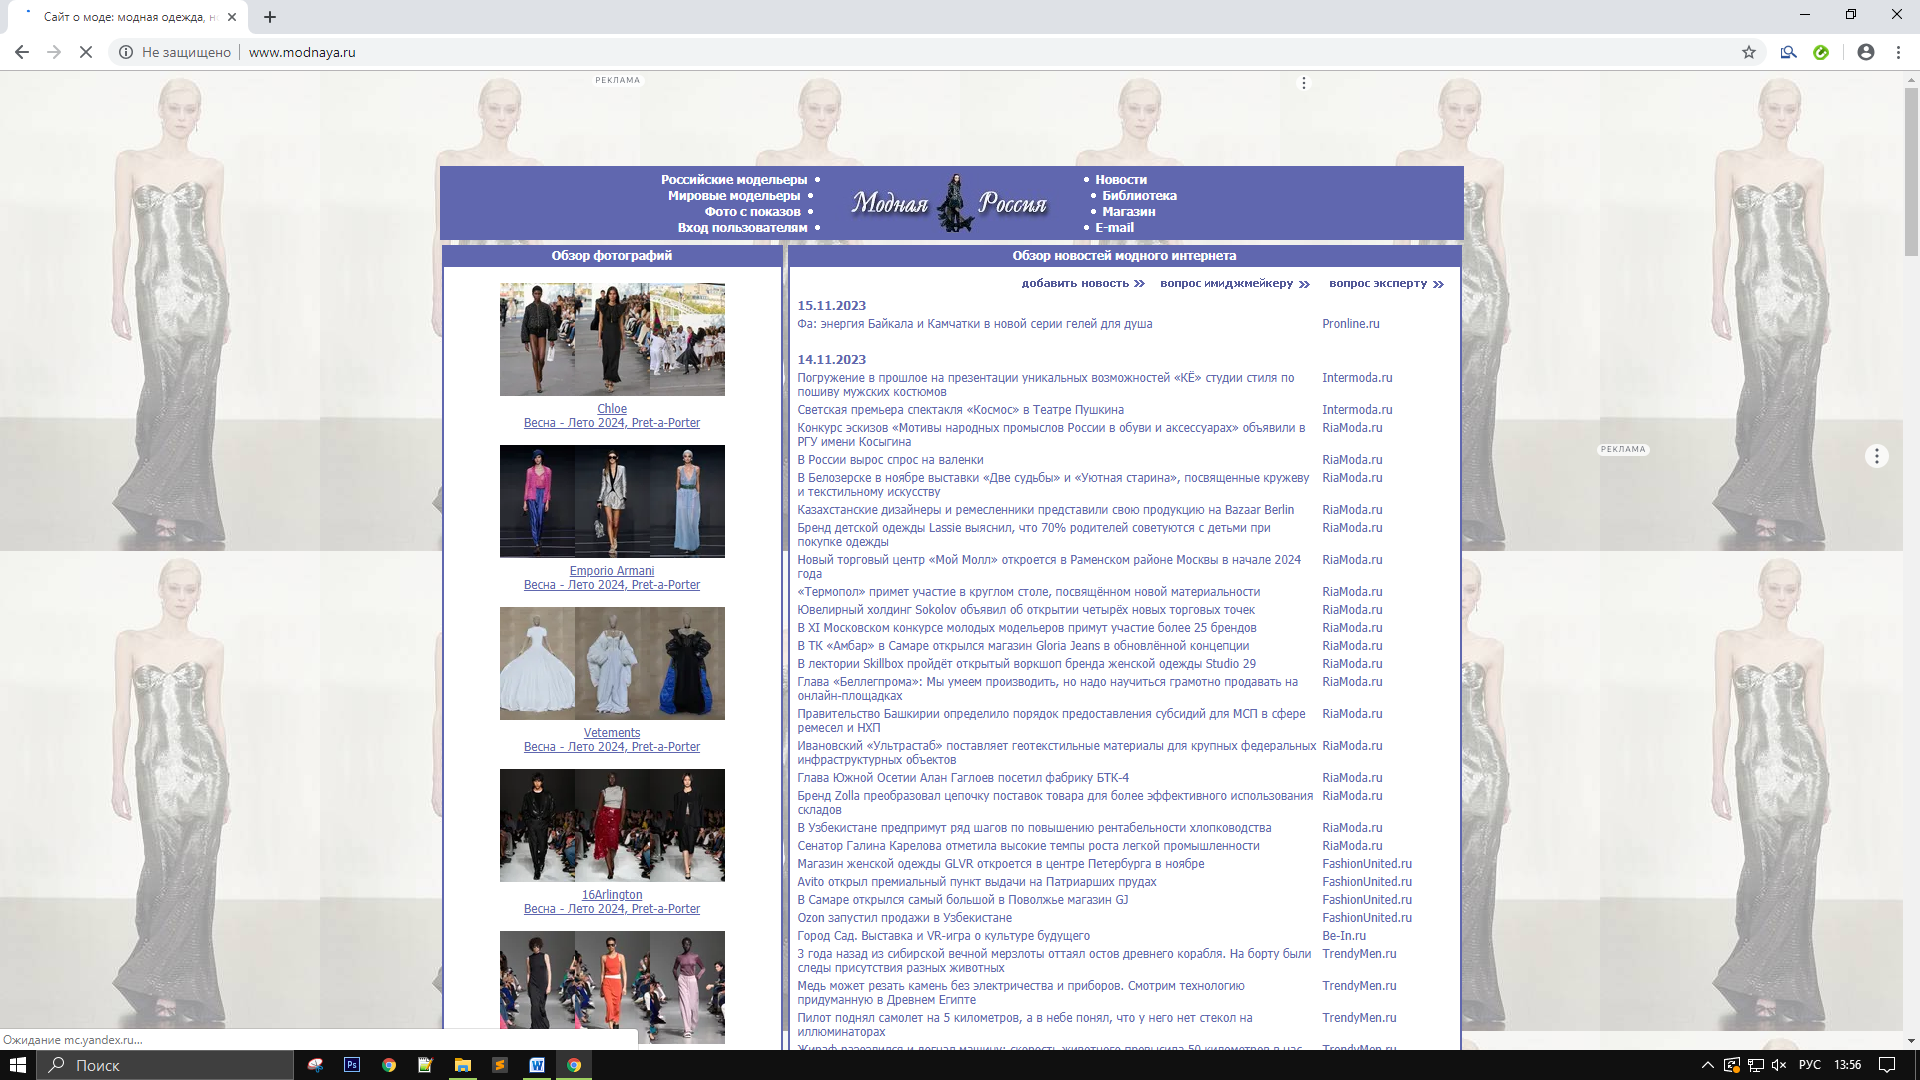 Сайт о моде: модная одежда, н
Не защищено
www.modnaya.ru
РЕКЛАМА
Российские модельеры
Мировые модельеры
Фото с показов
Вход пользователям
Модная Россия
Новости
Библиотека
Магазин
E-mail
Обзор фотографий
Chloe
Весна - Лето 2024, Pret-a-Porter
Emporio Armani
Весна - Лето 2024, Pret-a-Porter
Vetements
Весна - Лето 2024, Pret-a-Porter
16Arlington
Весна - Лето 2024, Pret-a-Porter
Обзор новостей модного интернета
добавить новость »
вопрос имиджмейкеру »
вопрос эксперту »
15.11.2023
Фа: энергия Байкала и Камчатки в новой серии гелей для душа Pronline.ru
14.11.2023
Погружение в прошлое на презентации уникальных возможностей «КЁ» студии стиля по Intermoda.ru
пошиву мужских костюмов
Светская премьера спектакля «Космос» в Театре Пушкина Intermoda.ru
Конкурс эскизов «Мотивы народных промыслов России в обуви и аксессуарах» объявили в RiaModa.ru
РГУ имени Косыгина
В России вырос спрос на валенки RiaModa.ru
В Белозерске в ноябре выставки «Две судьбы» и «Уютная старина», посвященные кружеву RiaModa.ru
и текстильному искусству
Казахстанские дизайнеры и ремесленники представили свою продукцию на Bazaar Berlin RiaModa.ru
Бренд детской одежды Lassie выяснил, что 70% родителей советуются с детьми при RiaModa.ru
покупке одежды
Новый торговый центр «Мой Молл» откроется в Раменском районе Москвы в начале 2024 RiaModa.ru
года
«Термопол» примет участие в круглом столе, посвящённом новой материальности RiaModa.ru
Ювелирный холдинг Sokolov объявил об открытии четырёх новых торговых точек RiaModa.ru
В XI Московском конкурсе молодых модельеров примут участие более 25 брендов RiaModa.ru
В ТК «Амбар» в Самаре открылся магазин Gloria Jeans в обновлённой концепции RiaModa.ru
В лектории Skillbox пройдёт открытый воркшоп бренда женской одежды Studio 29 RiaModa.ru
Глава «Беллегпрома»: Мы умеем производить, но надо научиться грамотно продавать на RiaModa.ru
онлайн-площадках
Правительство Башкирии определило порядок предоставления субсидий для МСП в сфере RiaModa.ru
ремесел и НХП
Ивановский «Ультрастаб» поставляет геотекстильные материалы для крупных федеральных RiaModa.ru
инфраструктурных объектов
Глава Южной Осетии Алан Гаглоев посетил фабрику БТК-4 RiaModa.ru
Бренд Zolla преобразовал цепочку поставок товара для более эффективного использования RiaModa.ru
складов
В Узбекистане предпримут ряд шагов по повышению рентабельности хлопководства RiaModa.ru
Сенатор Галина Карелова отметила высокие темпы роста легкой промышленности RiaModa.ru
Магазин женской одежды GLVR откроется в центре Петербурга в ноябре FashionUnited.ru
Avito открыл премиальный пункт выдачи на Патриарших прудах FashionUnited.ru
В Самаре открылся самый большой в Поволжье магазин GJ FashionUnited.ru
Ozon запустил продажи в Узбекистане FashionUnited.ru
Город Сад. Выставка и VR-игра о культуре будущего Be-In.ru
3 года назад из сибирской вечной мерзлоты оттаял остов древнего корабля. На борту были TrendyMen.ru
следы присутствия разных животных
Медь может резать камень без электричества и приборов. Смотрим технологию TrendyMen.ru
придуманную в Древнем Египте
Пилот поднял самолет на 5 километров, а в небе понял, что у него нет стекол на TrendyMen.ru
иллюминаторах
Жираф разозлился и догнал машину: скорость животного превысила 50 километров в час TrendyMen.ru
РЕКЛАМА
Ожидание mc.yandex.ru...
Поиск
Ps
РУС
13:56